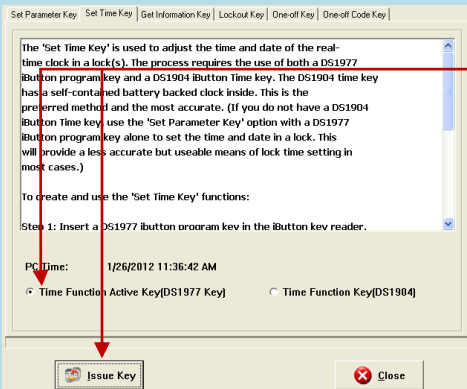 Set Parameter Key Set Time Key Get Information Key Lockout Key One-off Key One-off Code Key
The 'Set Time Key' is used to adjust the time and date of the real-
time clock in a lock(s). The process requires the use of both a DS1977
iButton program key and a DS1904 iButton Time key. The DS1904 time key
has a self-contained battery backed clock inside. This is the
preferred method and the most accurate. (If you do not have a DS1904
iButton Time key, use the 'Set Parameter Key' option with a DS1977
iButton program key alone to set the time and date in a lock. This
will provide a less accurate but useable means of lock time setting in
most cases.)
To create and use the 'Set Time Key' functions:
Step 1: Insert a DS1977 ibutton program key in the iButton key reader.
PC Time: 1/26/2012 11:36:42 AM
Time Function Active Key(DS1977 Key) Time Function Key(DS1904)
Issue Key Close